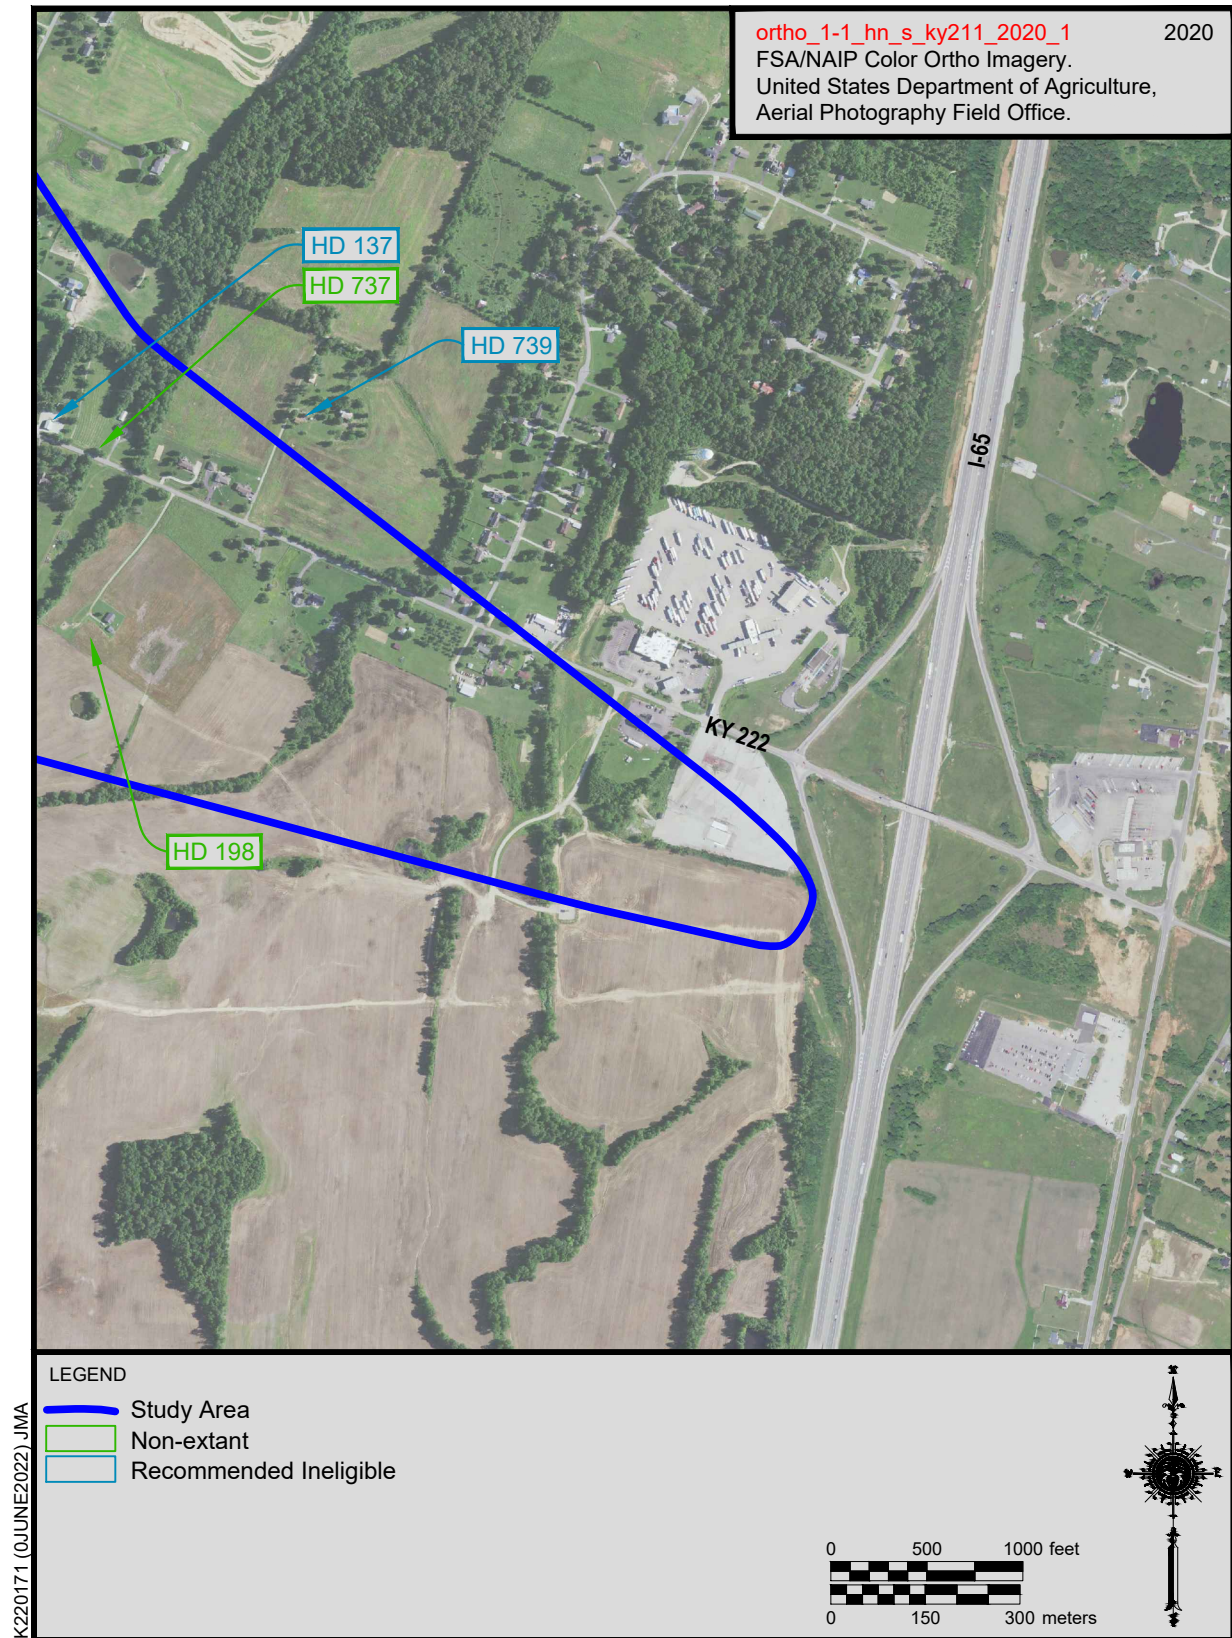 ortho_1-1_hn_s_ky211_2020_1 2020
FSA/NAIP Color Ortho Imagery.
United States Department of Agriculture,
Aerial Photography Field Office.
HD 137
HD 737
HD 739
I-65
KY 222
HD 198
LEGEND
Study Area
Non-extant
Recommended Ineligible
0 500 1000 feet
0 150 300 meters
K220171 (0JUNE2022) JMA